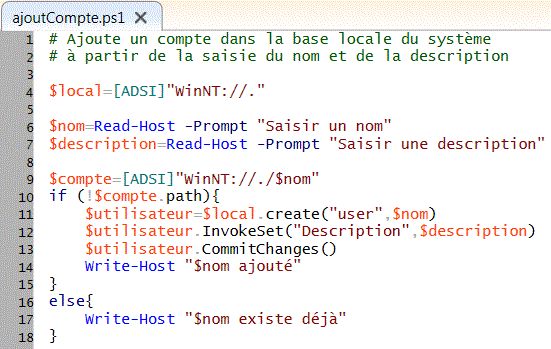 ajoutCompte.ps1
1 # Ajoute un compte dans la base locale du système
2 # à partir de la saisie du nom et de la description
3
4 $local=[ADSI]"WinNT://."
5
6 $nom=Read-Host -Prompt "Saisir un nom"
7 $description=Read-Host -Prompt "Saisir une description"
8
9 $compte=[ADSI]"WinNT://./$nom"
10 if (!$compte.path){
11     $utilisateur=$local.create("user",$nom)
12     $utilisateur.InvokeSet("Description",$description)
13     $utilisateur.CommitChanges()
14     Write-Host "$nom ajouté"
15 }
16 else{
17     Write-Host "$nom existe déjà"
18 }